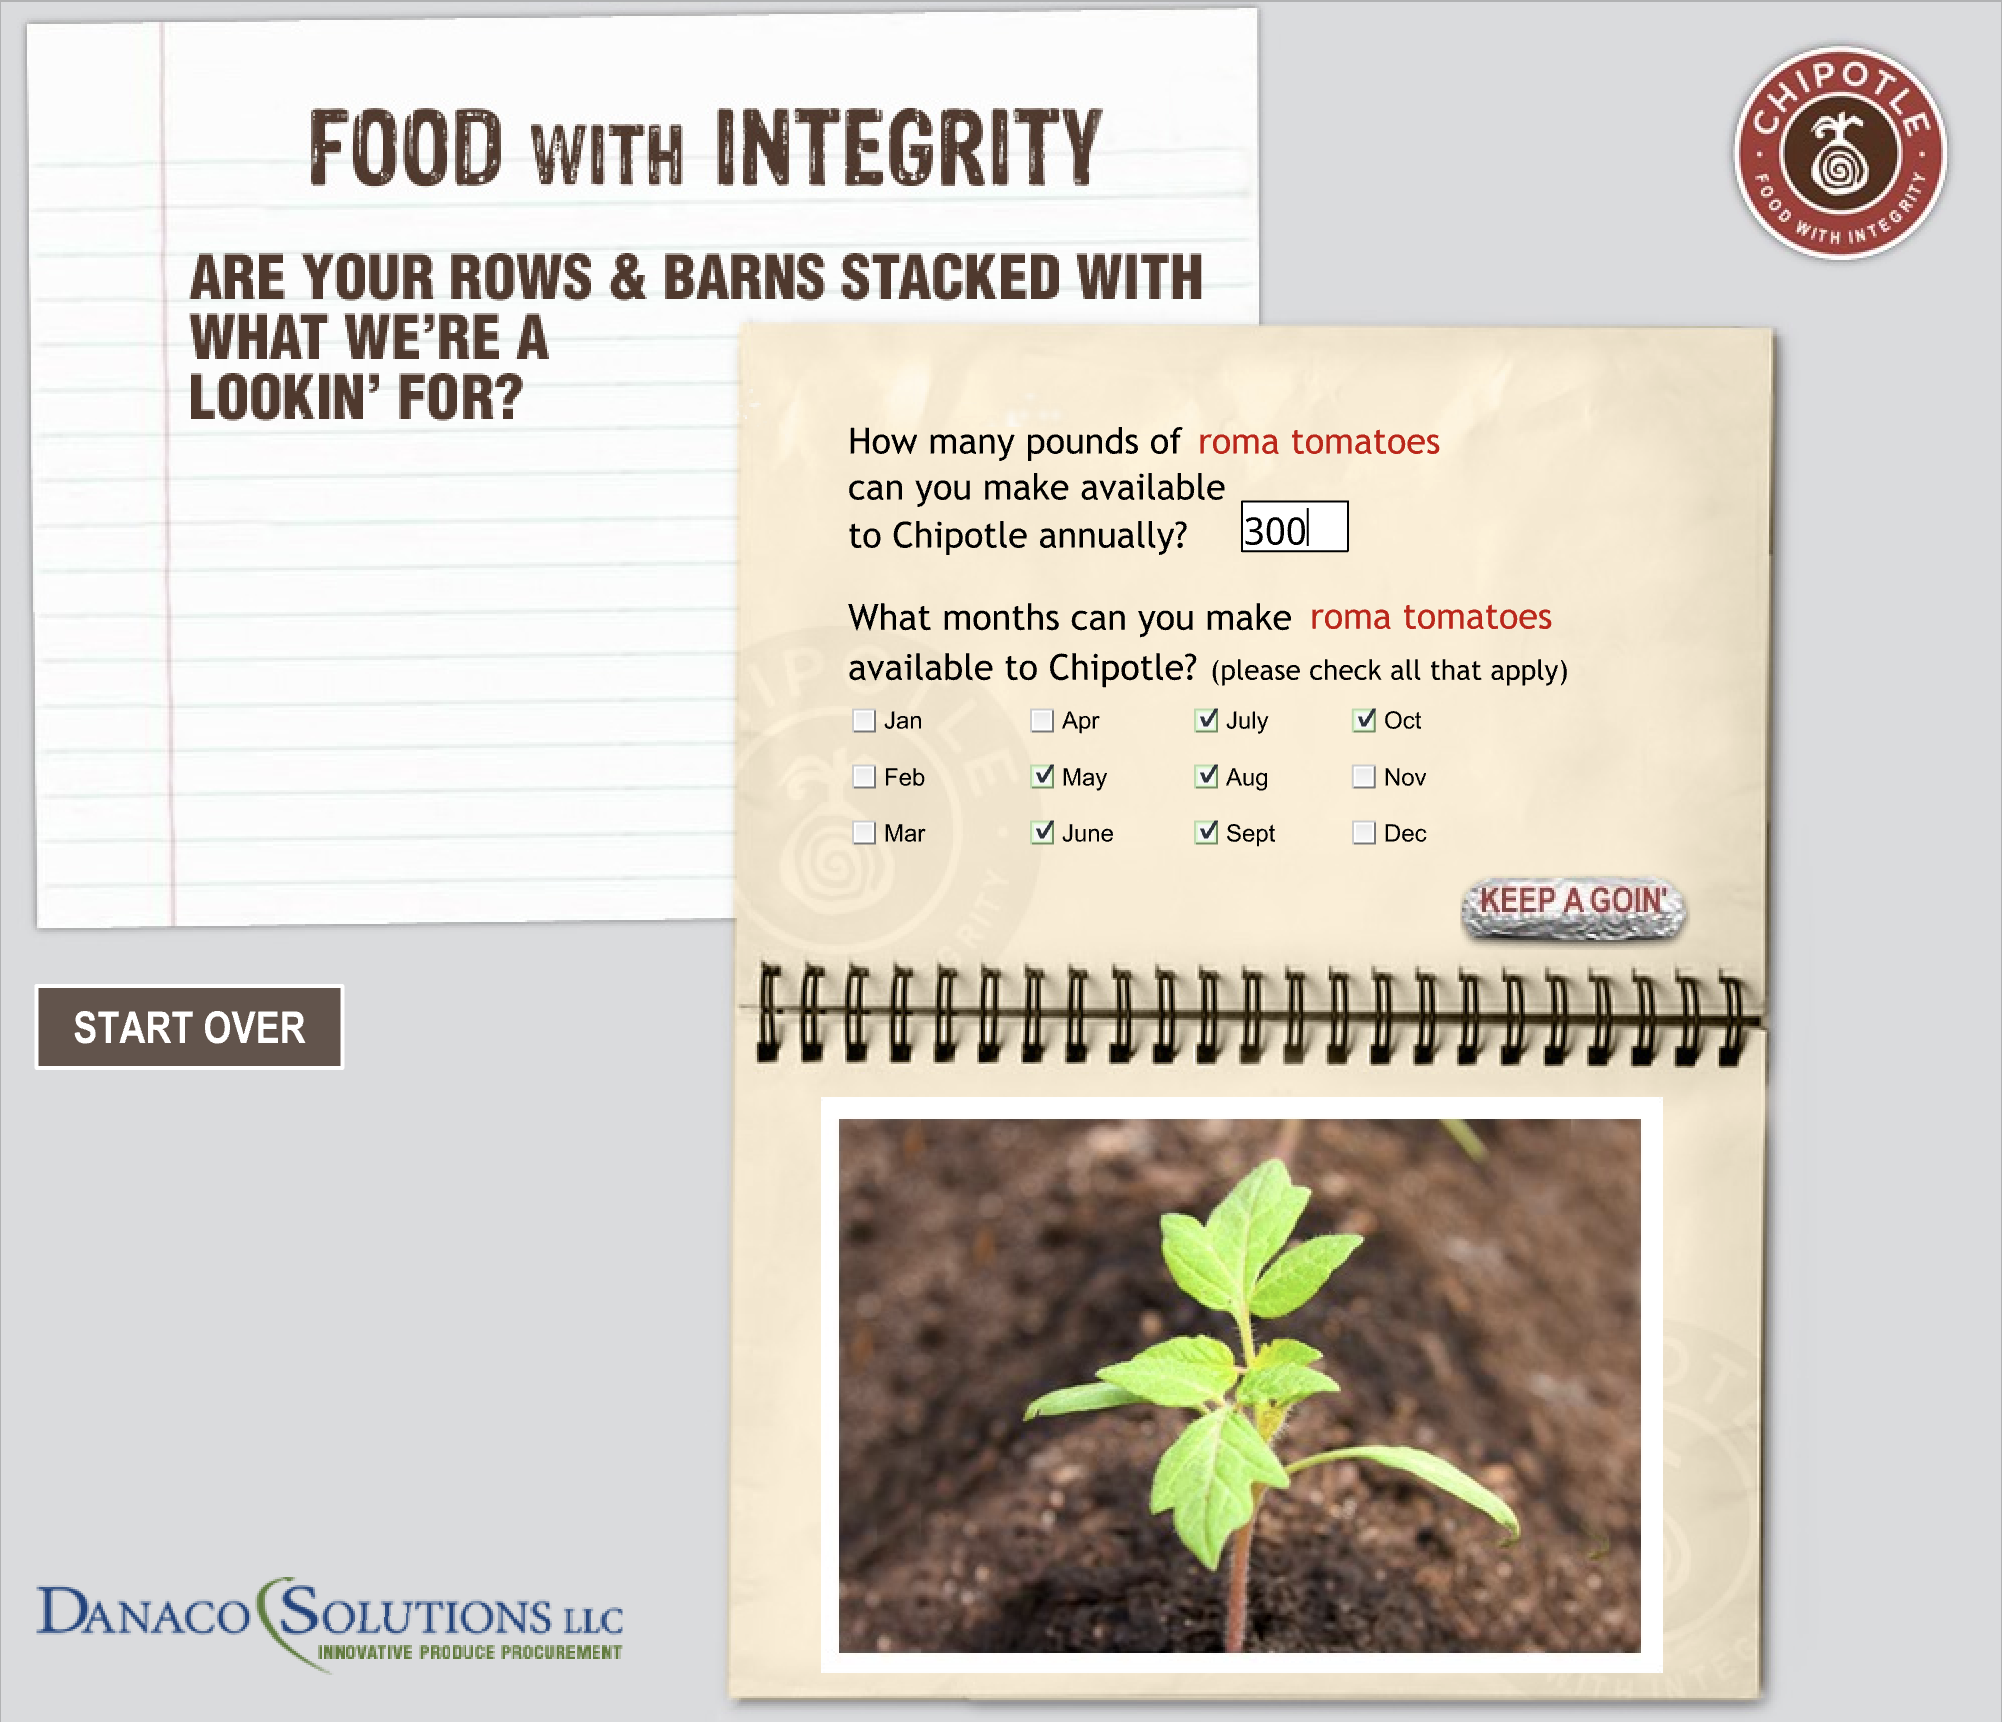 FOOD WITH INTEGRITY
ARE YOUR ROWS & BARNS STACKED WITH
WHAT WE'RE A
LOOKIN' FOR?
CHIPOTLE
FOOD WITH INTEGRITY
How many pounds of roma tomatoes
can you make available
to Chipotle annually? 300
What months can you make roma tomatoes
available to Chipotle? (please check all that apply)
Jan Apr July Oct
Feb May Aug Nov
Mar June Sept Dec
KEEP A GOIN'
START OVER
DANACO SOLUTIONS LLC
INNOVATIVE PRODUCE PROCUREMENT